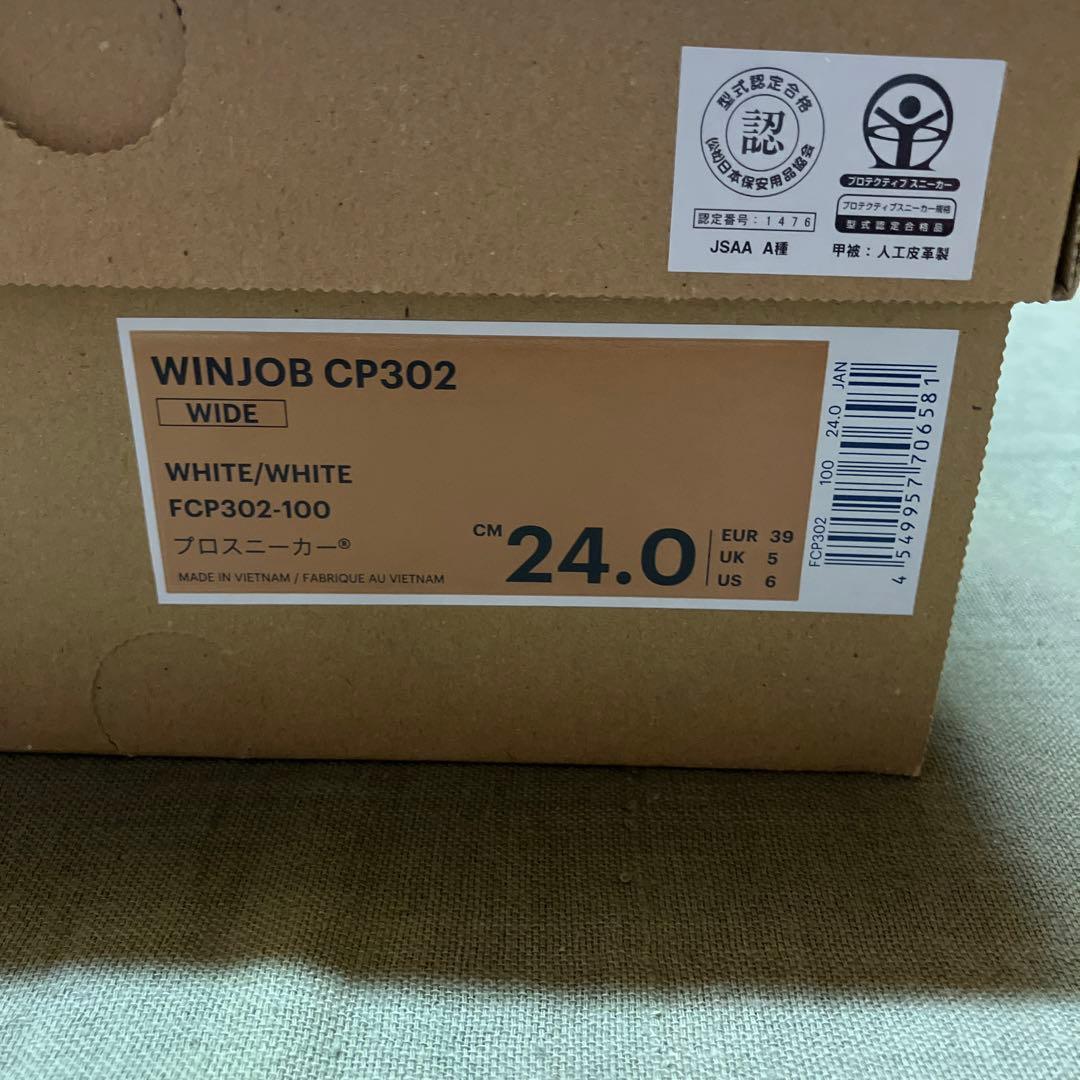 型式認定合格
認
(公社)日本保安用品協会
認定番号:1476
JSAA A種
プロテクティブスニーカー
プロテクティブスニーカー規格
型式認定合格品
甲被:人工皮革製
WINJOB CP302
WIDE
WHITE/WHITE
FCP302-100
プロスニーカー®
MADE IN VIETNAM / FABRIQUE AU VIETNAM
CM 24.0
EUR 39
UK 5
US 6
FCP302 100 24.0 JAN
4 549957 706581